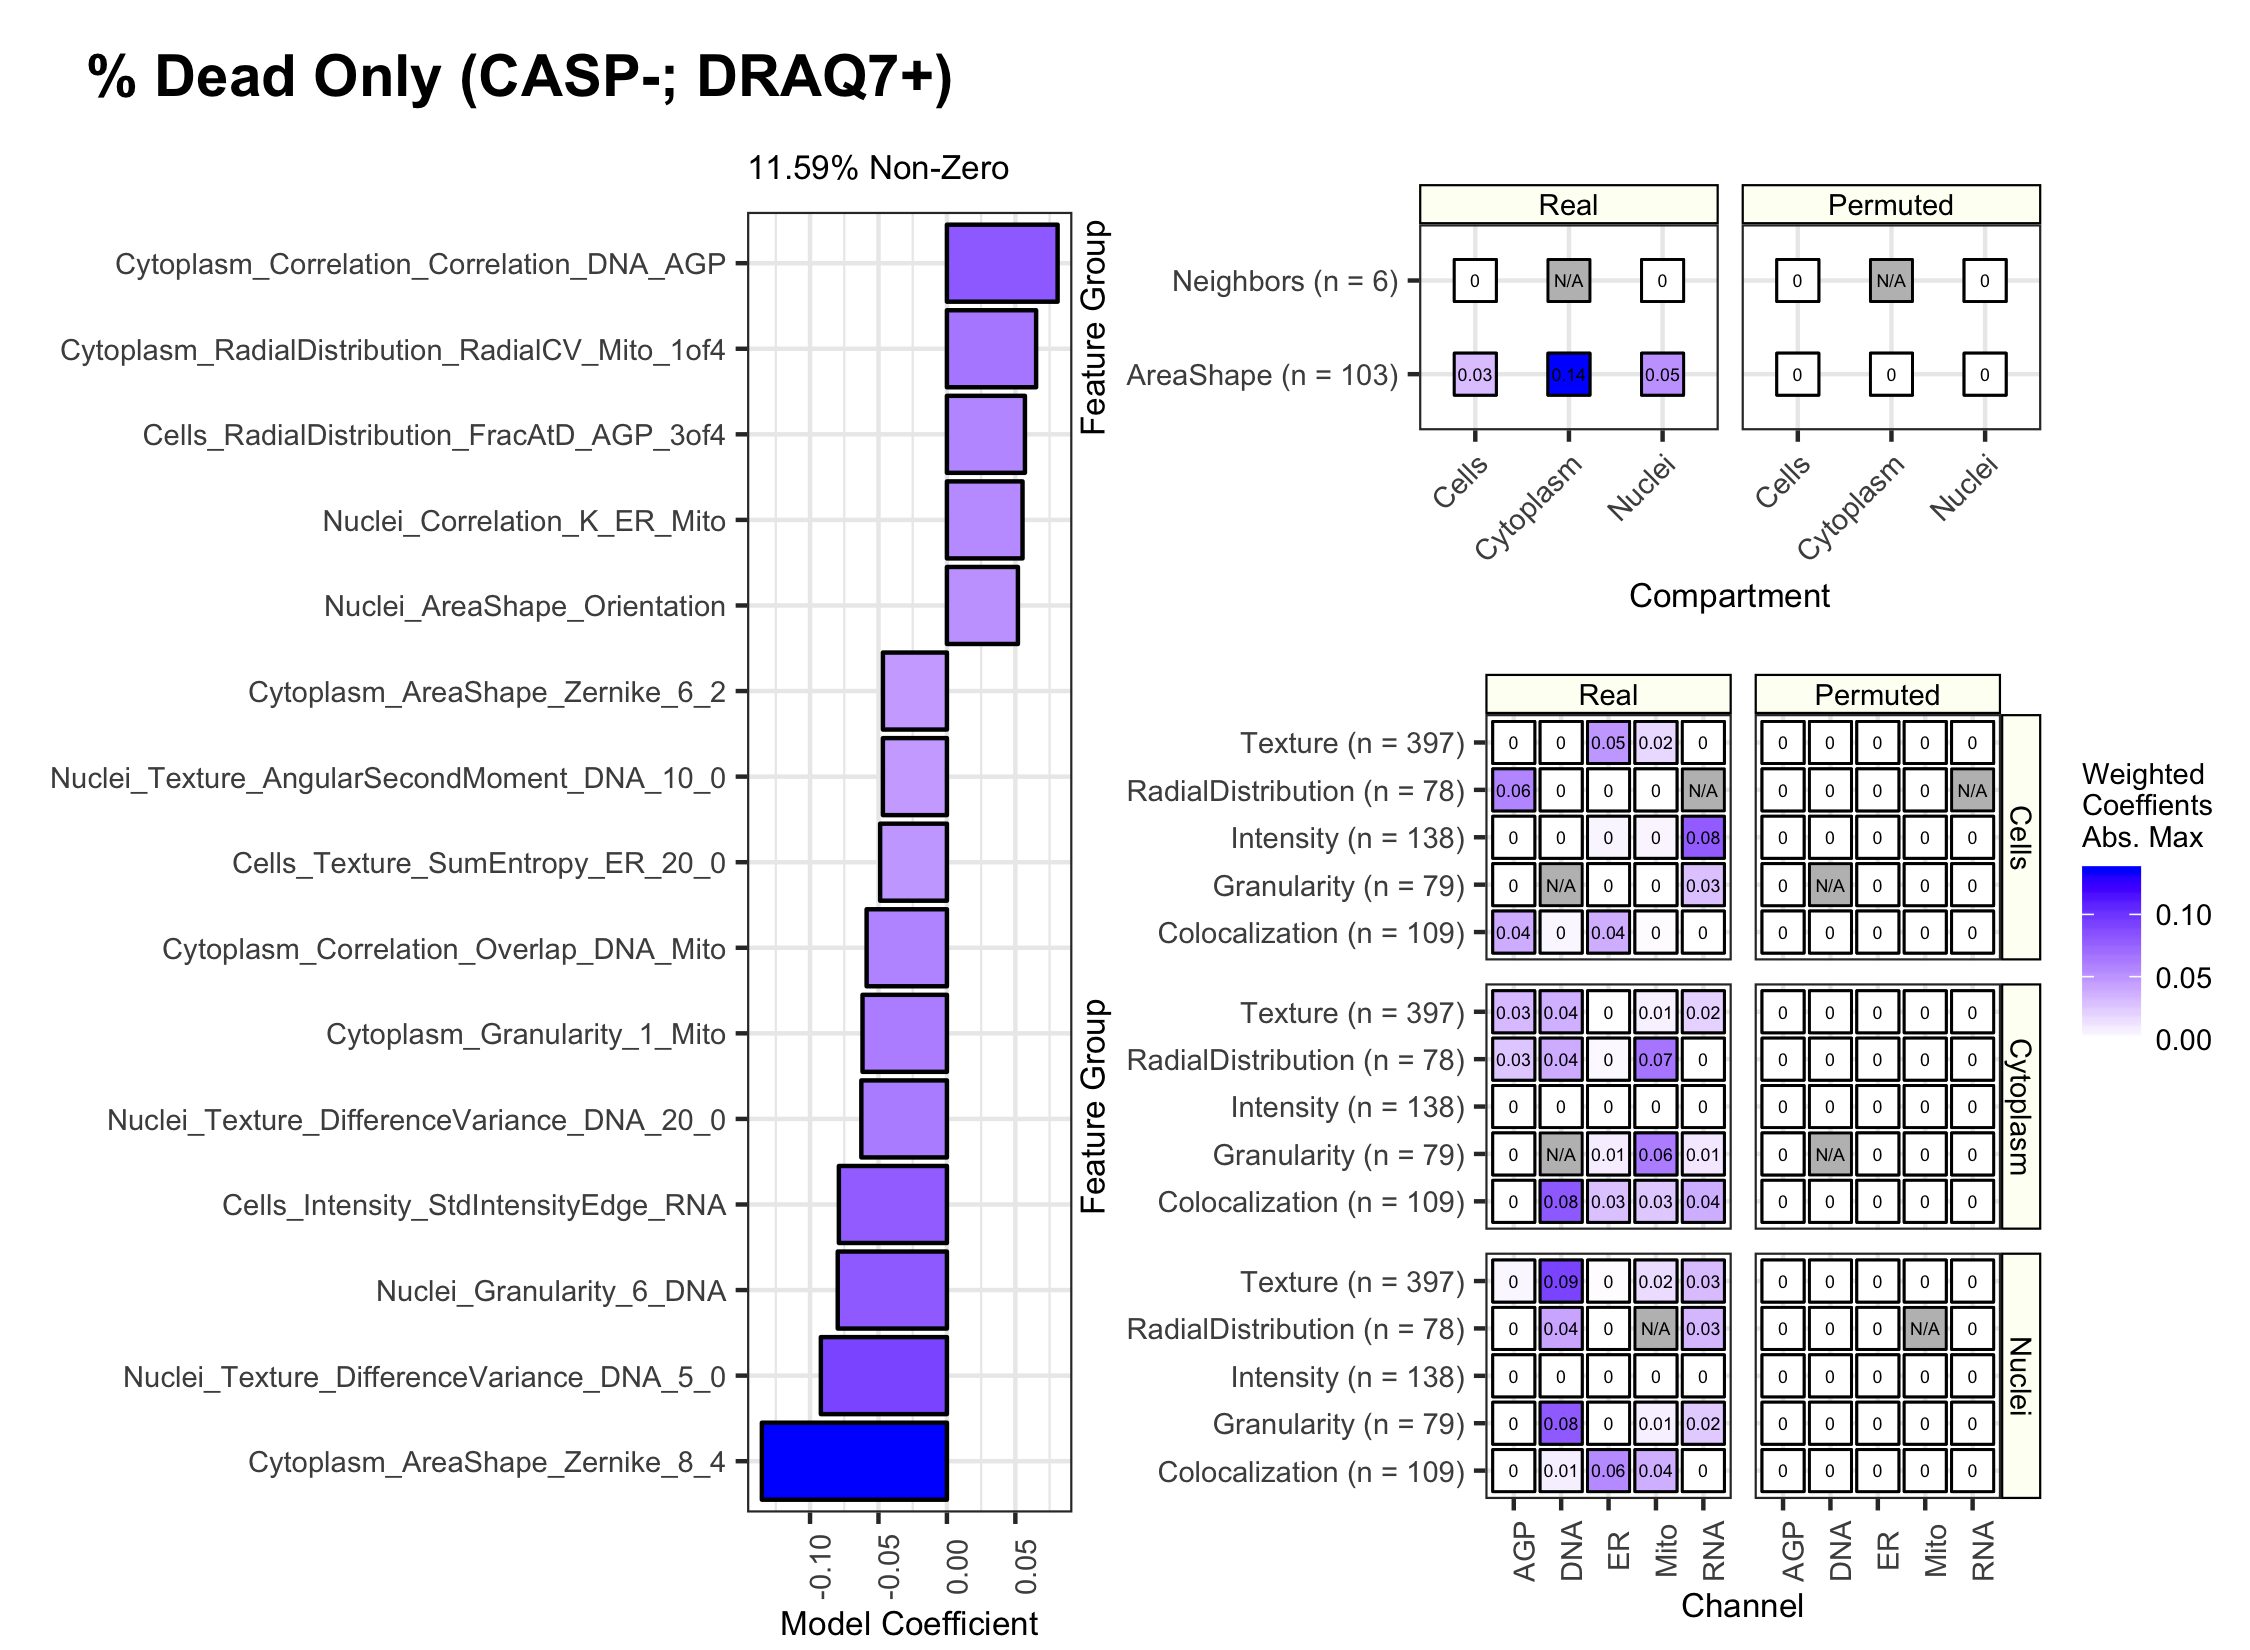 % Dead Only (CASP-; DRAQ7+)
11.59% Non-Zero
Cytoplasm_Correlation_Correlation_DNA_AGP
Cytoplasm_RadialDistribution_RadialCV_Mito_1of4
Cells_RadialDistribution_FracAtD_AGP_3of4
Nuclei_Correlation_K_ER_Mito
Nuclei_AreaShape_Orientation
Cytoplasm_AreaShape_Zernike_6_2
Nuclei_Texture_AngularSecondMoment_DNA_10_0
Cells_Texture_SumEntropy_ER_20_0
Cytoplasm_Correlation_Overlap_DNA_Mito
Cytoplasm_Granularity_1_Mito
Nuclei_Texture_DifferenceVariance_DNA_20_0
Cells_Intensity_StdIntensityEdge_RNA
Nuclei_Granularity_6_DNA
Nuclei_Texture_DifferenceVariance_DNA_5_0
Cytoplasm_AreaShape_Zernike_8_4
-0.10 -0.05 0.00 0.05
Model Coefficient
Feature Group
Real Permuted
Neighbors (n = 6) 0 N/A 0 0 N/A 0
AreaShape (n = 103) 0.03 0.14 0.05 0 0 0
Cells Cytoplasm Nuclei Cells Cytoplasm Nuclei
Compartment
Feature Group
Real Permuted
Texture (n = 397) 0 0 0.05 0.02 0 0 0 0 0 0
RadialDistribution (n = 78) 0.06 0 0 0 N/A 0 0 0 0 N/A
Intensity (n = 138) 0 0 0 0 0.08 0 0 0 0 0
Granularity (n = 79) 0 N/A 0 0 0.03 0 N/A 0 0 0
Colocalization (n = 109) 0.04 0 0.04 0 0 0 0 0 0 0
Cells
Texture (n = 397) 0.03 0.04 0 0.01 0.02 0 0 0 0 0
RadialDistribution (n = 78) 0.03 0.04 0 0.07 0 0 0 0 0 0
Intensity (n = 138) 0 0 0 0 0 0 0 0 0 0
Granularity (n = 79) 0 N/A 0.01 0.06 0.01 0 N/A 0 0 0
Colocalization (n = 109) 0 0.08 0.03 0.03 0.04 0 0 0 0 0
Cytoplasm
Texture (n = 397) 0 0.09 0 0.02 0.03 0 0 0 0 0
RadialDistribution (n = 78) 0 0.04 0 N/A 0.03 0 0 0 N/A 0
Intensity (n = 138) 0 0 0 0 0 0 0 0 0 0
Granularity (n = 79) 0 0.08 0 0.01 0.02 0 0 0 0 0
Colocalization (n = 109) 0 0.01 0.06 0.04 0 0 0 0 0 0
Nuclei
AGP DNA ER Mito RNA AGP DNA ER Mito RNA
Channel
Weighted
Coeffients
Abs. Max
0.10
0.05
0.00